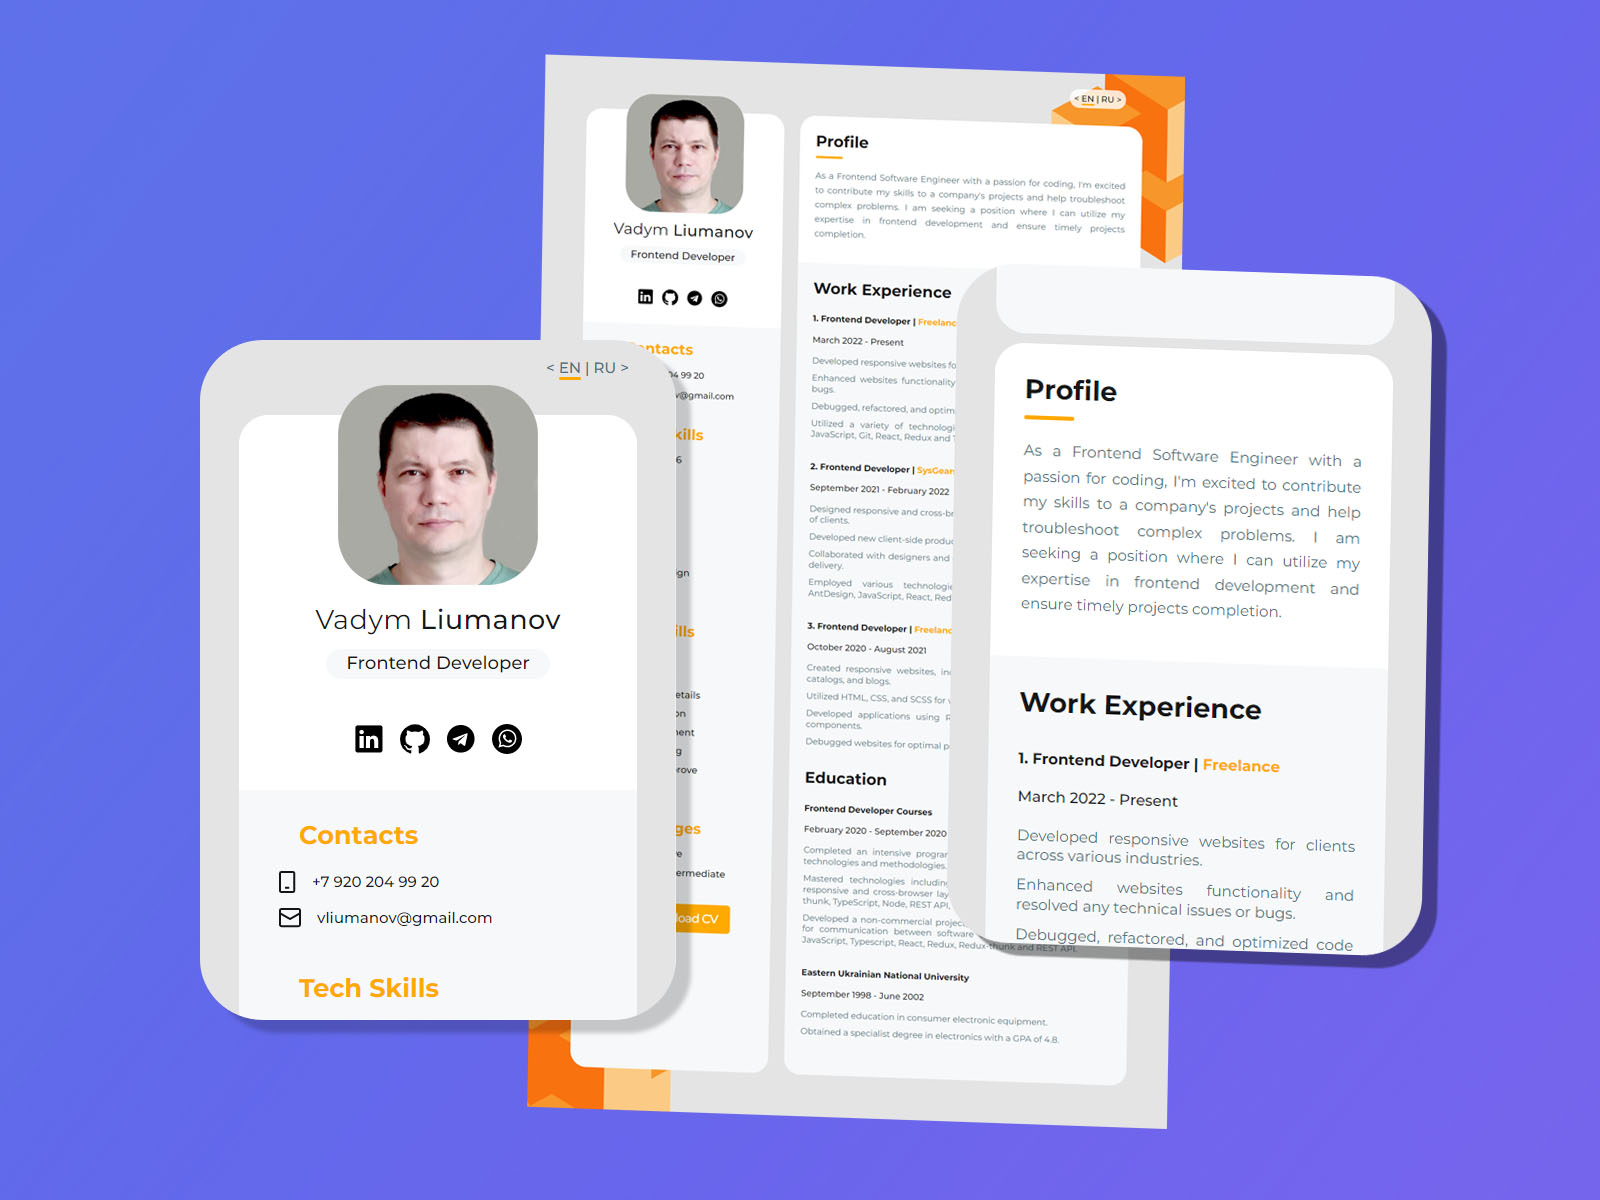 < EN | RU >
Vadym Liumanov
Frontend Developer
Contacts
+7 920 204 99 20
vliumanov@gmail.com
Tech Skills
< EN | RU >
Vadym Liumanov
Frontend Developer
04 99 20
v@gmail.com
6
gn
etails
on
nent
g
rove
ermediate
load CV
Profile
As a Frontend Software Engineer with a passion for coding, I'm excited
to contribute my skills to a company's projects and help troubleshoot
complex problems. I am seeking a position where I can utilize my
expertise in frontend development and ensure timely projects
completion.
Work Experience
1. Frontend Developer | Freelanc
March 2022 - Present
Developed responsive websites fo
Enhanced websites functionality
bugs.
Debugged, refactored, and optim
Utilized a variety of technologi
JavaScript, Git, React, Redux and T
2. Frontend Developer | SysGears
September 2021 - February 2022
Designed responsive and cross-br
of clients.
Developed new client-side produc
Collaborated with designers and
delivery.
Employed various technologie
AntDesign, JavaScript, React, Red
3. Frontend Developer | Freelanc
October 2020 - August 2021
Created responsive websites, inc
catalogs, and blogs.
Utilized HTML, CSS, and SCSS for
Developed applications using R
components.
Debugged websites for optimal p
Education
Frontend Developer Courses
February 2020 - September 2020
Completed an intensive program
technologies and methodologies.
Mastered technologies including
responsive and cross-browser lay
thunk, TypeScript, Node, REST API,
Developed a non-commercial project
for communication between software
JavaScript, Typescript, React, Redux, Redux-thunk and REST API.
Eastern Ukrainian National University
September 1998 - June 2002
Completed education in consumer electronic equipment.
Obtained a specialist degree in electronics with a GPA of 4.8.
Profile
As a Frontend Software Engineer with a
passion for coding, I'm excited to contribute
my skills to a company's projects and help
troubleshoot complex problems. I am
seeking a position where I can utilize my
expertise in frontend development and
ensure timely projects completion.
Work Experience
1. Frontend Developer | Freelance
March 2022 - Present
Developed responsive websites for clients
across various industries.
Enhanced websites functionality and
resolved any technical issues or bugs.
Debugged, refactored, and optimized code